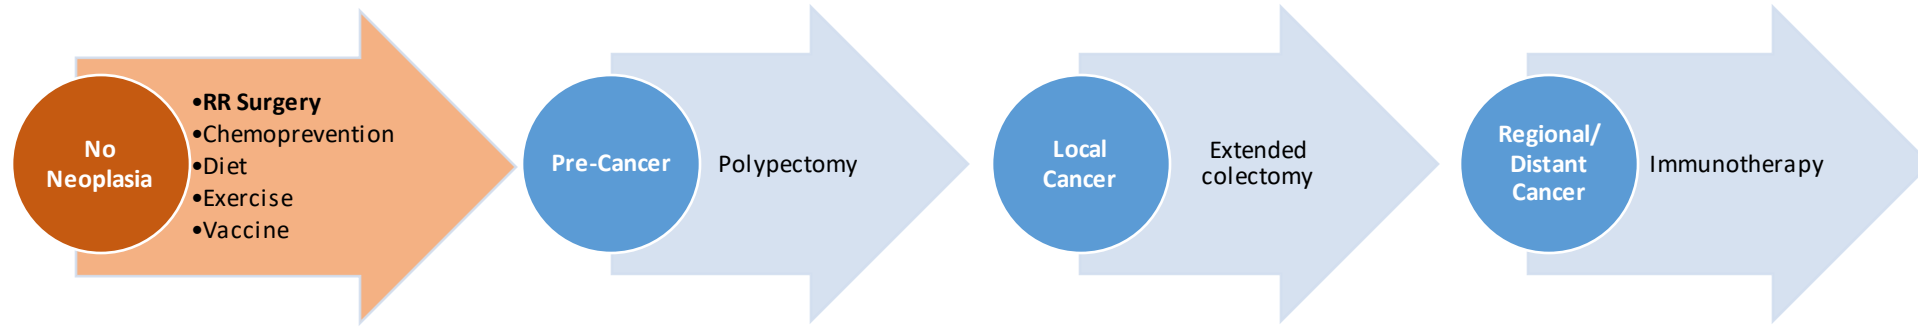 No
Neoplasia
•RR Surgery
•Chemoprevention
•Diet
•Exercise
•Vaccine
Pre-Cancer
Polypectomy
Local
Cancer
Extended
colectomy
Regional/
Distant
Cancer
Immunotherapy